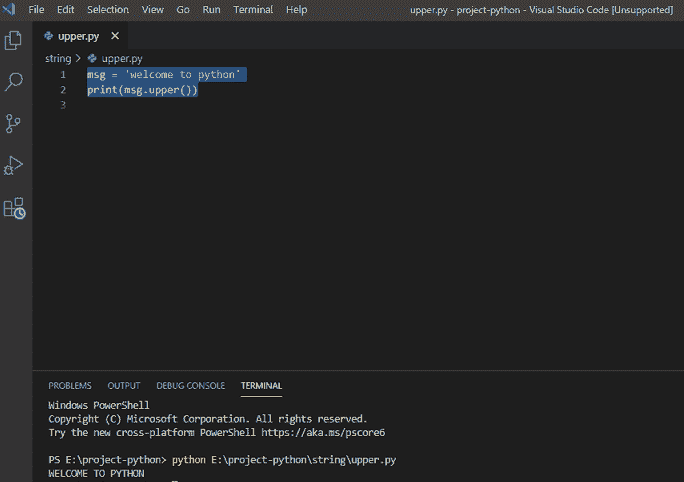 File Edit Selection View Go Run Terminal Help upper.py - project-python - Visual Studio Code [Unsupported]
upper.py
string > upper.py
1 msg = 'welcome to python'
2 print(msg.upper())
3
PROBLEMS OUTPUT DEBUG CONSOLE TERMINAL
Windows PowerShell
Copyright (C) Microsoft Corporation. All rights reserved.
Try the new cross-platform PowerShell https://aka.ms/pscore6
PS E:\project-python> python E:\project-python\string\upper.py
WELCOME TO PYTHON